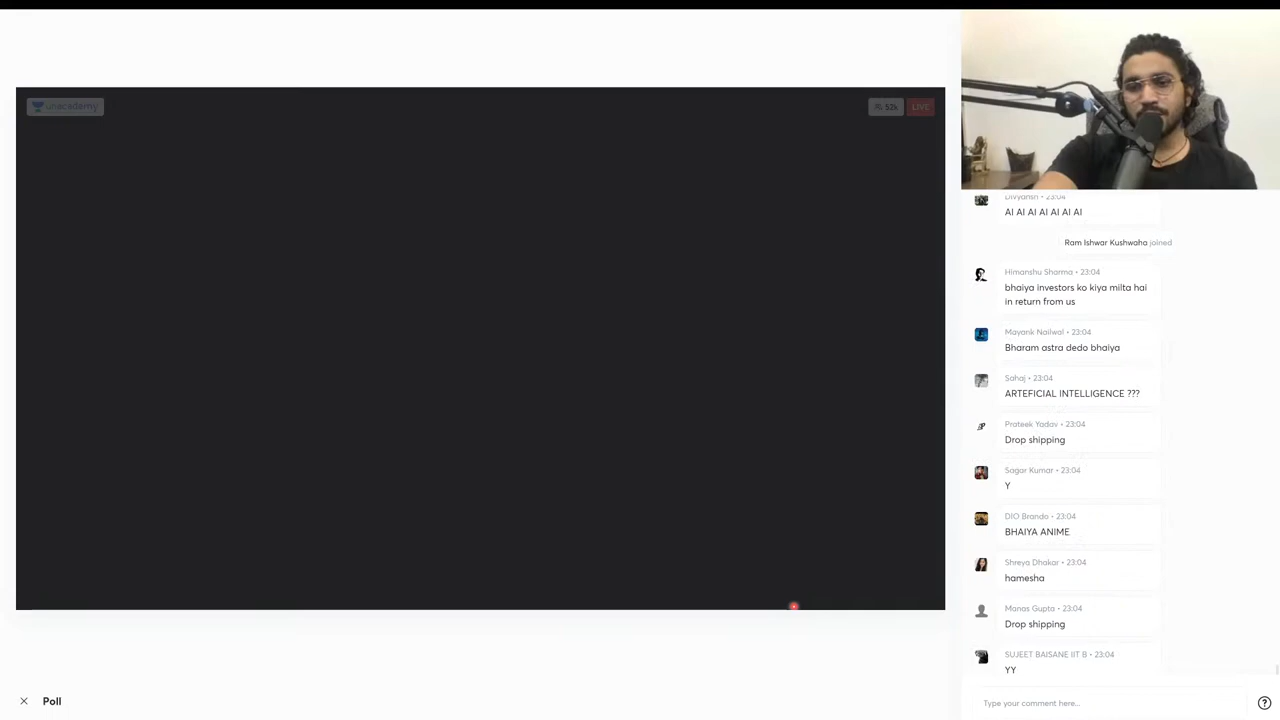 unacademy
52k
LIVE
Divyansh • 23:04
AI AI AI AI AI AI AI
Ram Ishwar Kushwaha joined
Himanshu Sharma • 23:04
bhaiya investors ko kiya milta hai
in return from us
Mayank Nailwal • 23:04
Bharam astra dedo bhaiya
Sahaj • 23:04
ARTEFICIAL INTELLIGENCE ???
Prateek Yadav • 23:04
Drop shipping
Sagar Kumar • 23:04
Y
DIO Brando • 23:04
BHAIYA ANIME
Shreya Dhakar • 23:04
hamesha
Manas Gupta • 23:04
Drop shipping
SUJEET BAISANE IIT B • 23:04
YY
Poll
Type your comment here...